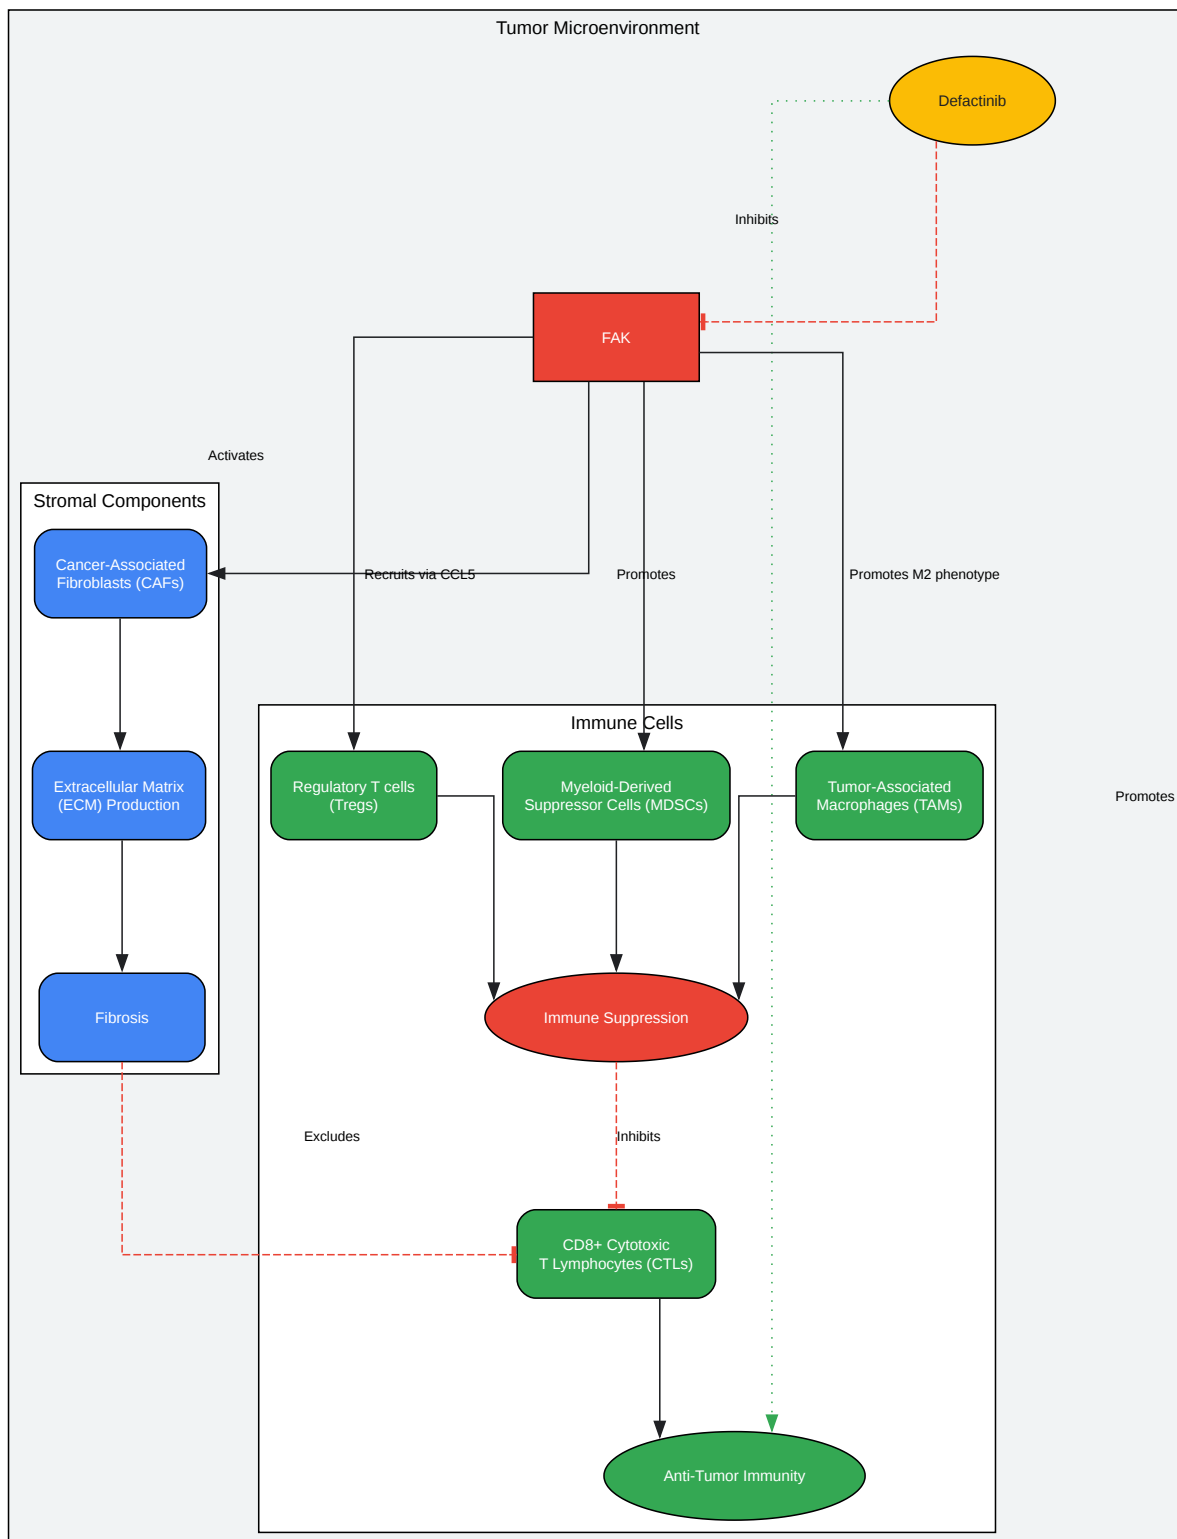 Tumor Microenvironment
Defactinib
Inhibits
FAK
Activates
Stromal Components
Cancer-Associated
Fibroblasts (CAFs)
Recruits via CCL5
Promotes
Promotes M2 phenotype
Immune Cells
Extracellular Matrix
(ECM) Production
Regulatory T cells
(Tregs)
Myeloid-Derived
Suppressor Cells (MDSCs)
Tumor-Associated
Macrophages (TAMs)
Promotes
Fibrosis
Immune Suppression
Excludes
Inhibits
CD8+ Cytotoxic
T Lymphocytes (CTLs)
Anti-Tumor Immunity